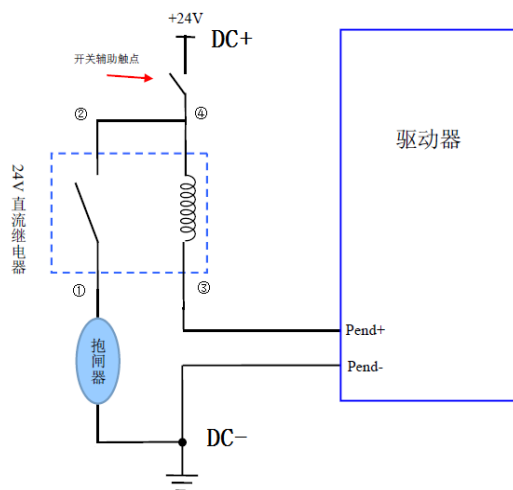 +24V
DC+
开关辅助触点
②
④
驱动器
24V 直流继电器
①
③
Pend+
抱闸器
Pend-
DC-